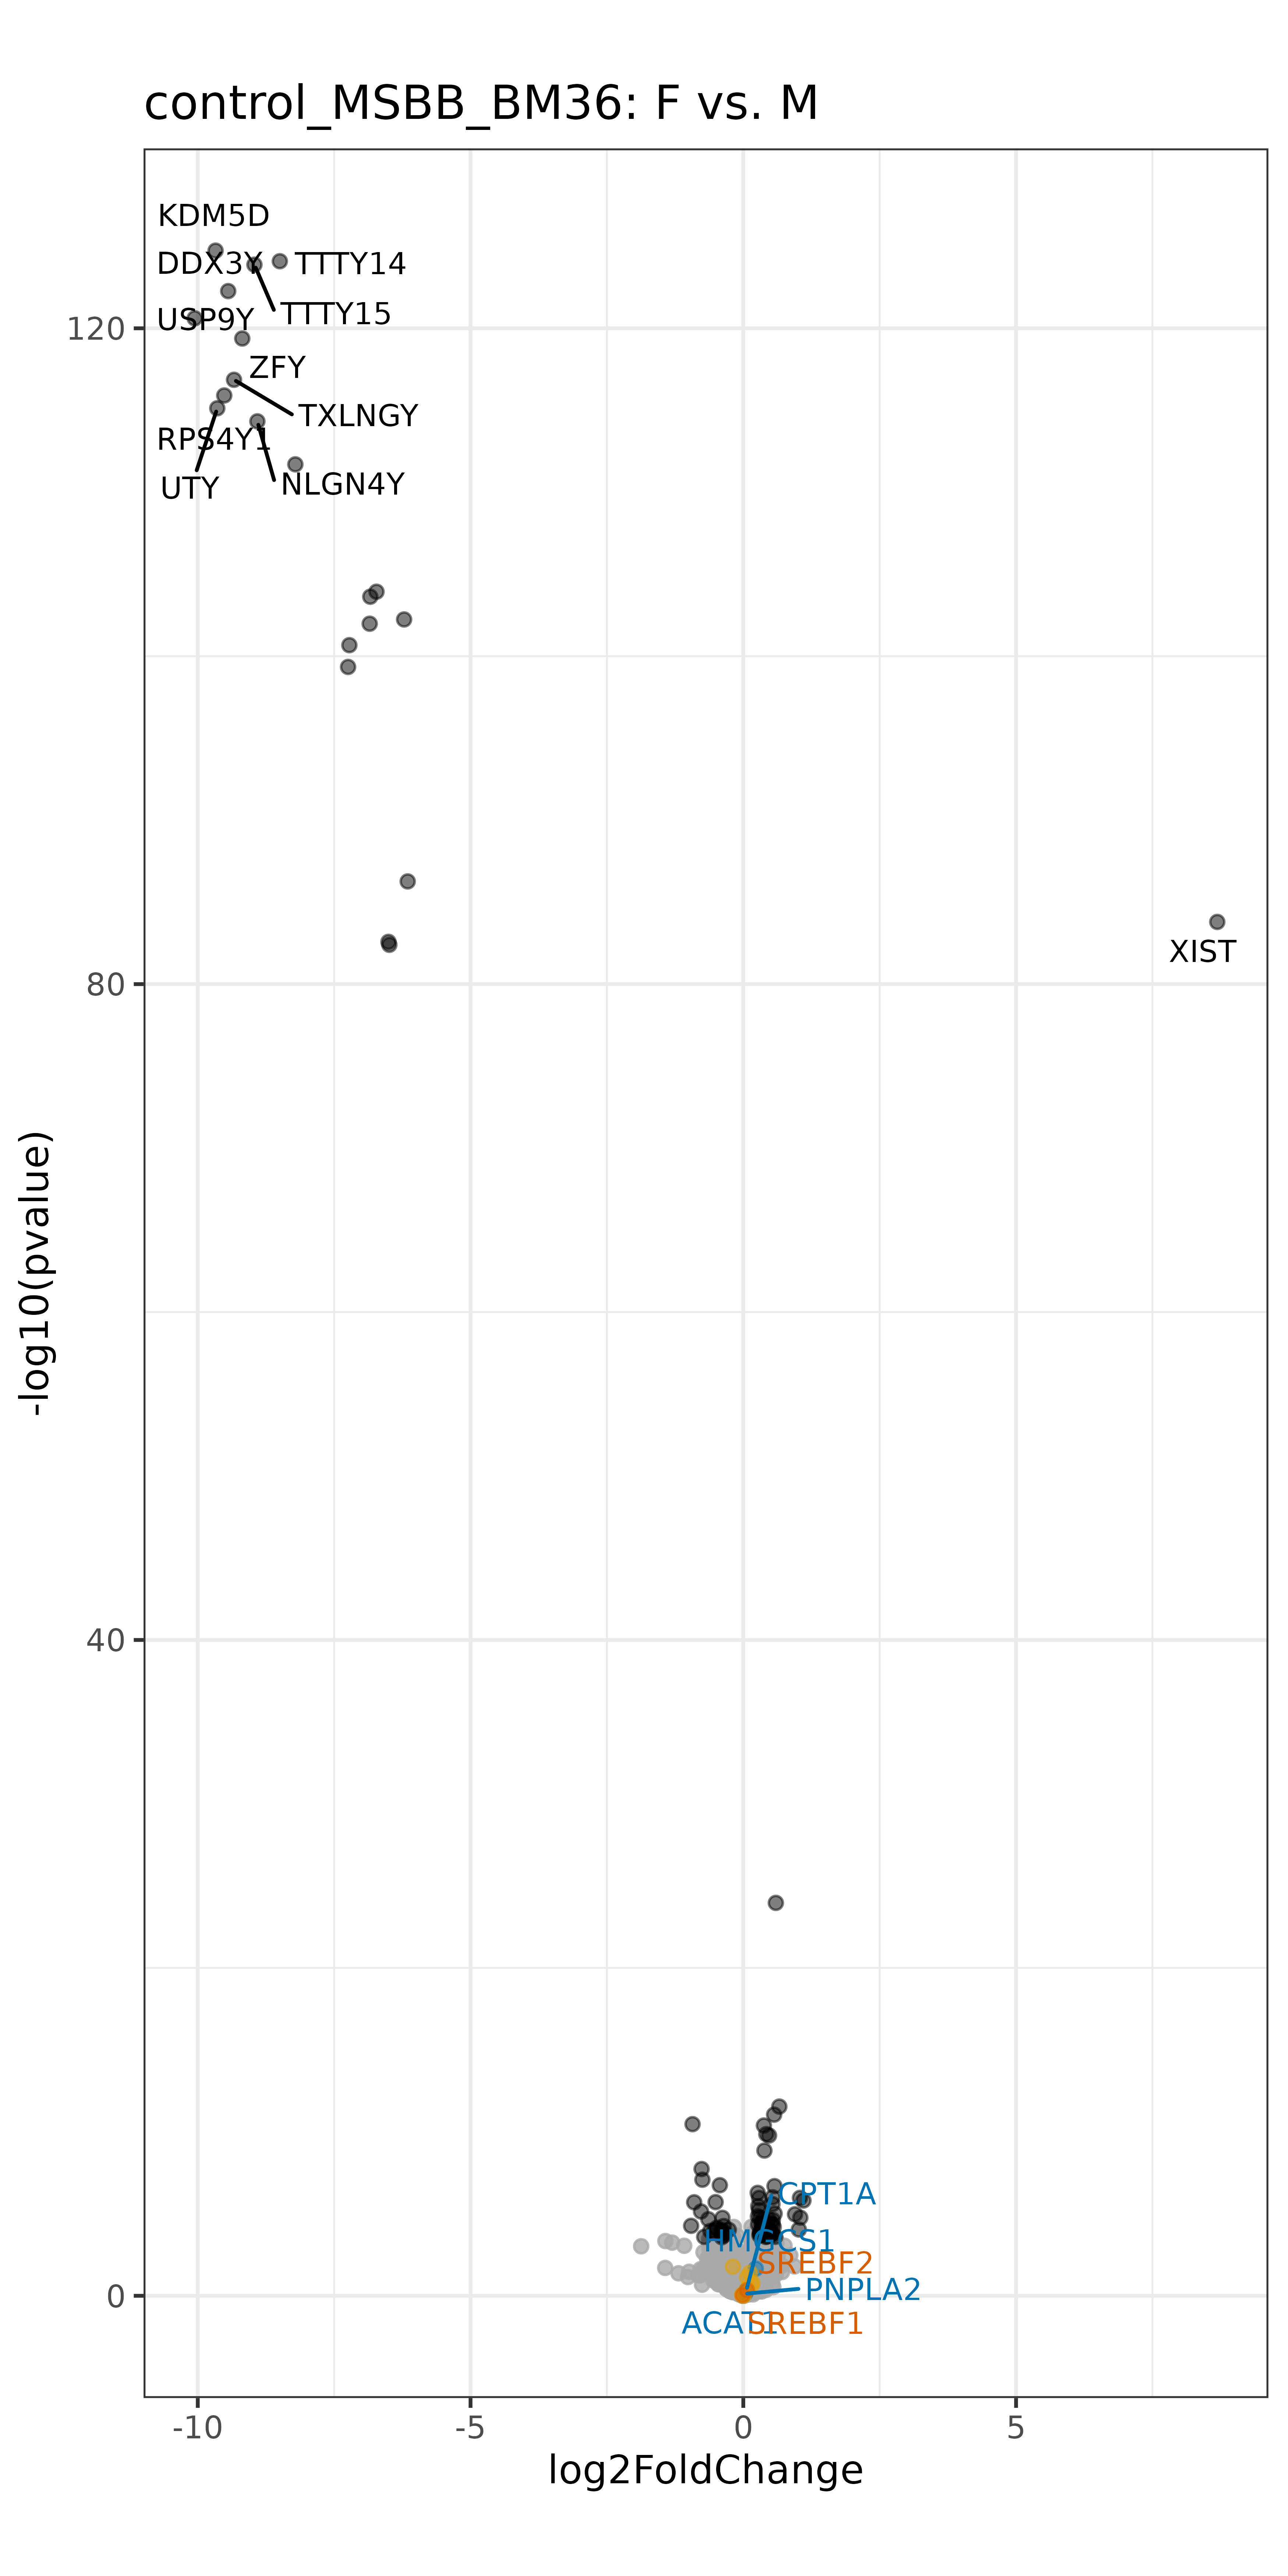 control_MSBB_BM36: F vs. M
KDM5D
DDX3Y
TTTY14
TTTY15
USP9Y
120
ZFY
TXLNGY
RPS4Y1
UTY
NLGN4Y
XIST
80
-log10(pvalue)
40
CPT1A
HMGCS1
SREBF2
PNPLA2
0
ACAT1
SREBF1
-10
-5
0
5
log2FoldChange